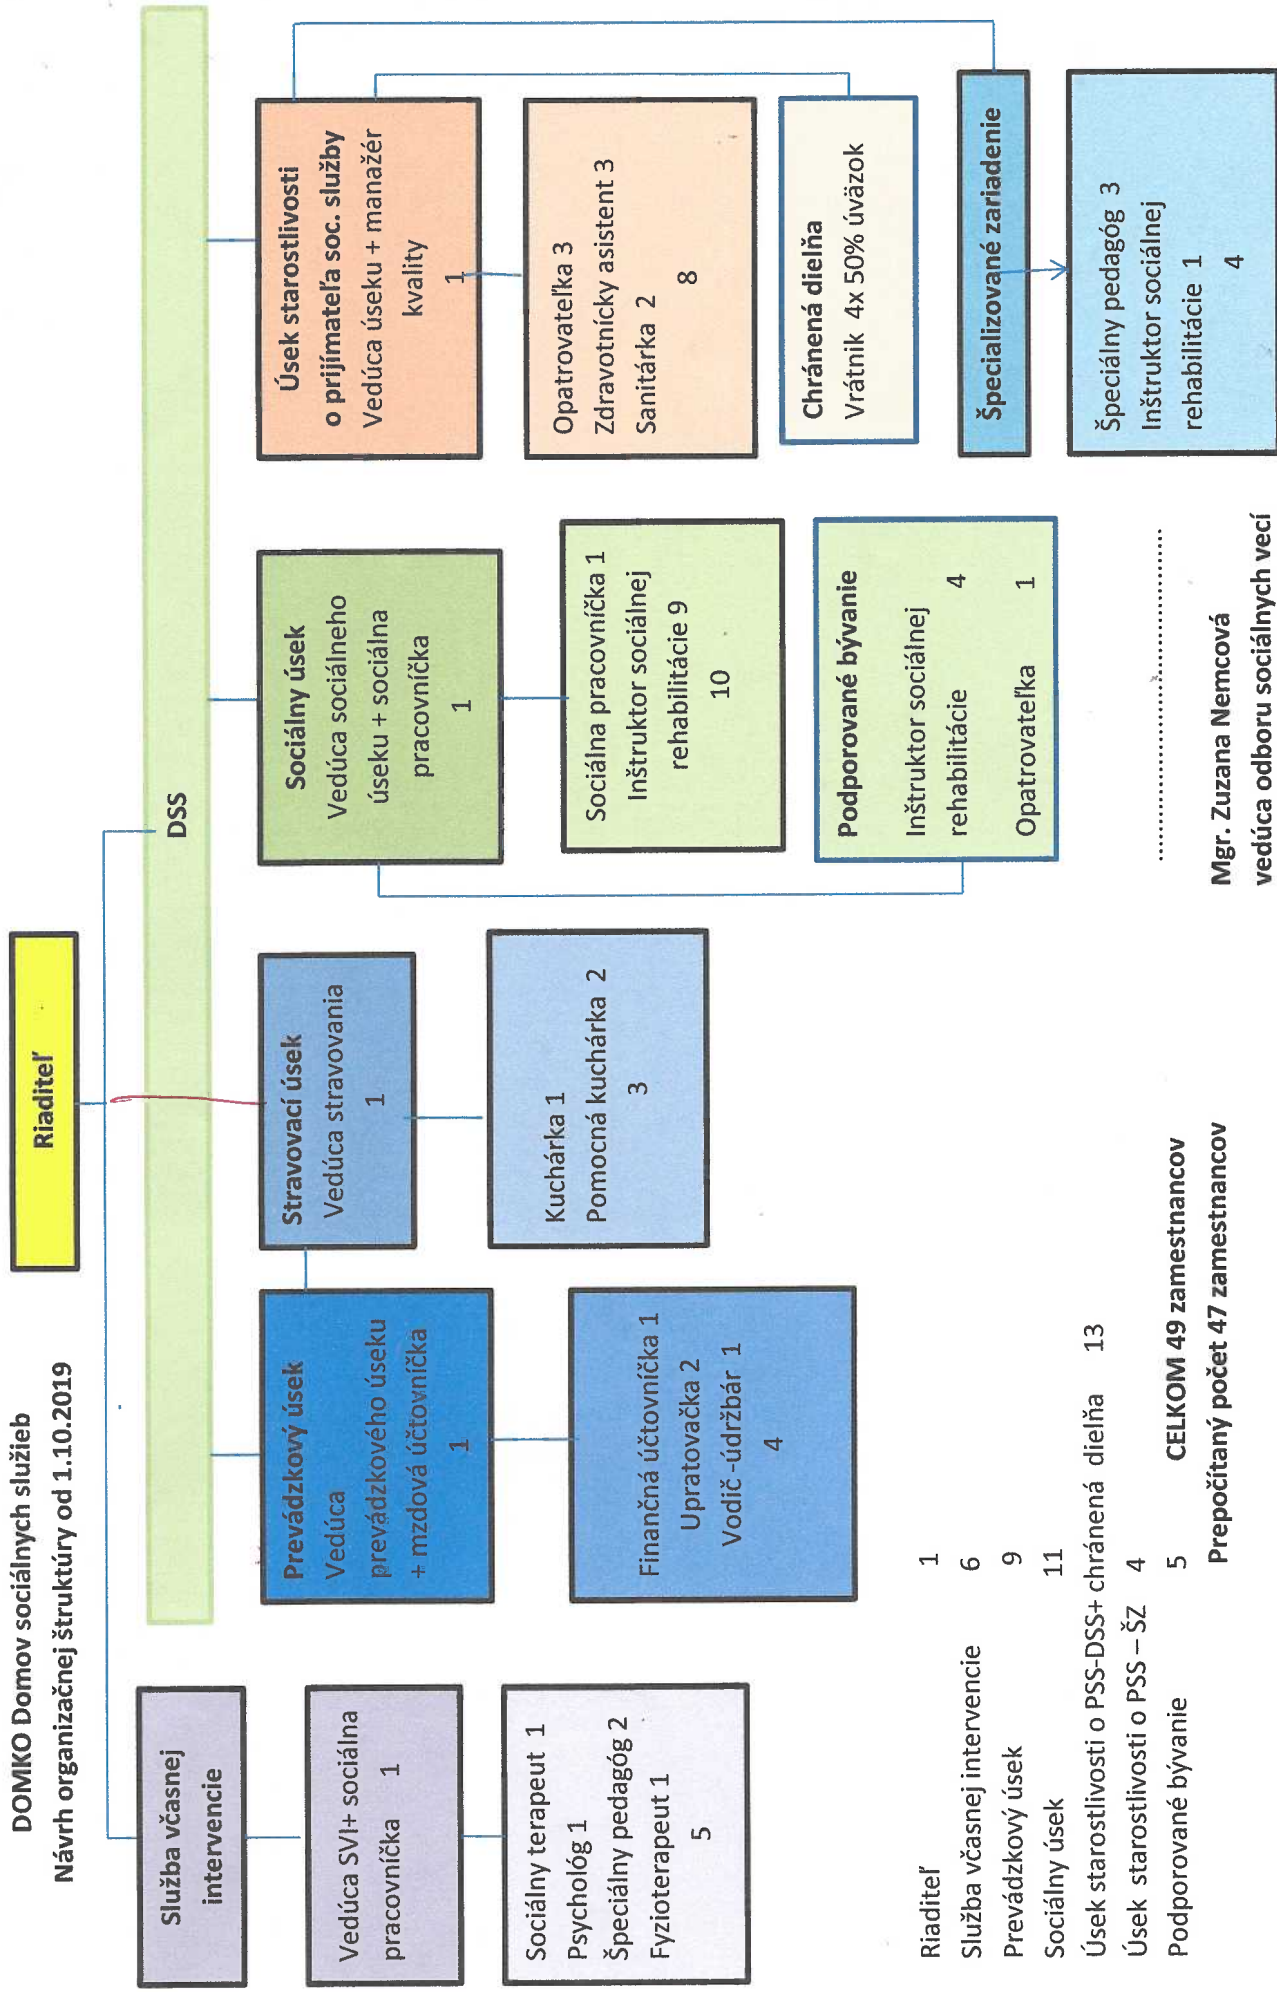 DOMKO Domov sociálnych služieb
Návrh organizačnej štruktúry od 1.10.2019
Riaditeľ
DSS
Služba včasnej
intervencie
Vedúca SVI+ sociálna
pracovníčka
1
Sociálny terapeut 1
Psychológ 1
Špeciálny pedagóg 2
Fyzioterapeut 1
5
Prevádzkový úsek
Vedúca
prevádzkového úseku
+ mzdová účtovníčka
1
Finančná účtovníčka 1
Upratovačka 2
Vodič -údržbár 1
4
Stravovací úsek
Vedúca stravovania
1
Kuchárka 1
Pomocná kuchárka 2
3
Sociálny úsek
Vedúca sociálneho
úseku + sociálna
pracovníčka
1
Sociálna pracovníčka 1
Inštruktor sociálnej
rehabilitácie 9
10
Podporované bývanie
Inštruktor sociálnej
rehabilitácie 4
Opatrovateľka 1
Úsek starostlivosti
o prijímateľa soc. služby
Vedúca úseku + manažér
kvality
1
Opatrovateľka 3
Zdravotnícky asistent 3
Sanitárka 2
8
Chránená dielňa
Vrátnik 4x 50% úväzok
Špecializované zariadenie
Špeciálny pedagóg 3
Inštruktor sociálnej
rehabilitácie 1
4
Riaditeľ 1
Služba včasnej intervencie 6
Prevádzkový úsek 9
Sociálny úsek 11
Úsek starostlivosti o PSS-DSS+ chránená dielňa 13
Úsek starostlivosti o PSS – ŠZ 4
Podporované bývanie 5 CELKOM 49 zamestnancov
Prepočítaný počet 47 zamestnancov
........................................
Mgr. Zuzana Nemcová
vedúca odboru sociálnych vecí